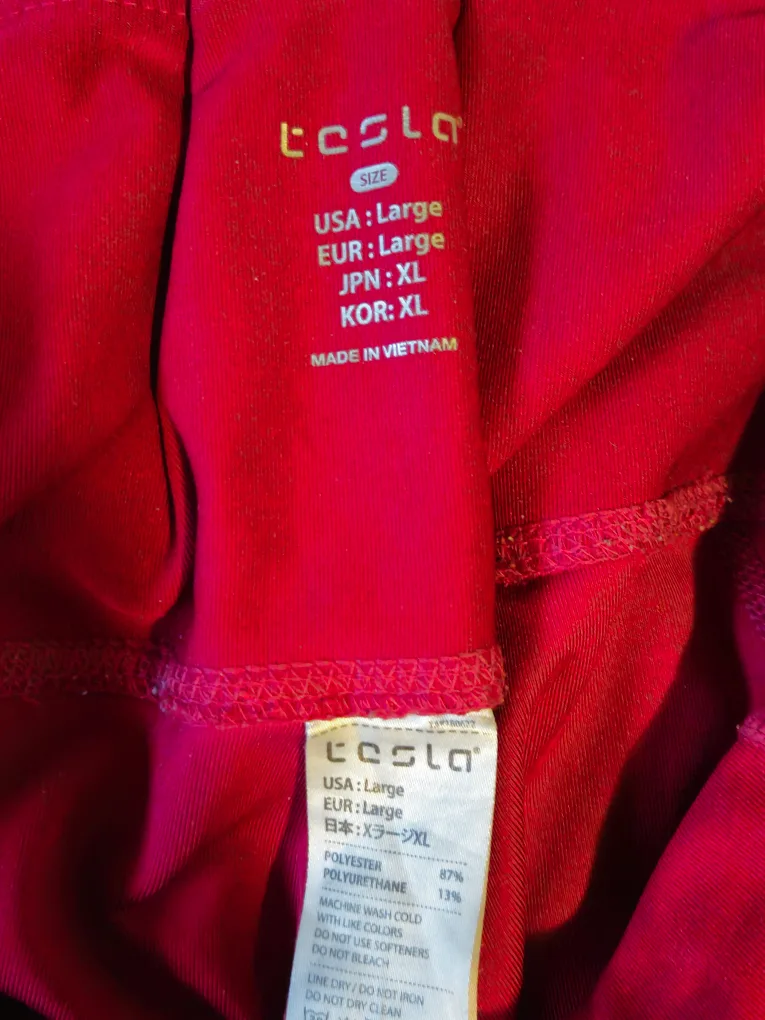 tesla
SIZE
USA : Large
EUR : Large
JPN : XL
KOR: XL
MADE IN VIETNAM
tesla®
USA : Large
EUR : Large
日本 : XラージXL
POLYESTER 87%
POLYURETHANE 13%
MACHINE WASH COLD
WITH LIKE COLORS
DO NOT USE SOFTENERS
DO NOT BLEACH
LINE DRY / DO NOT IRON
DO NOT DRY CLEAN